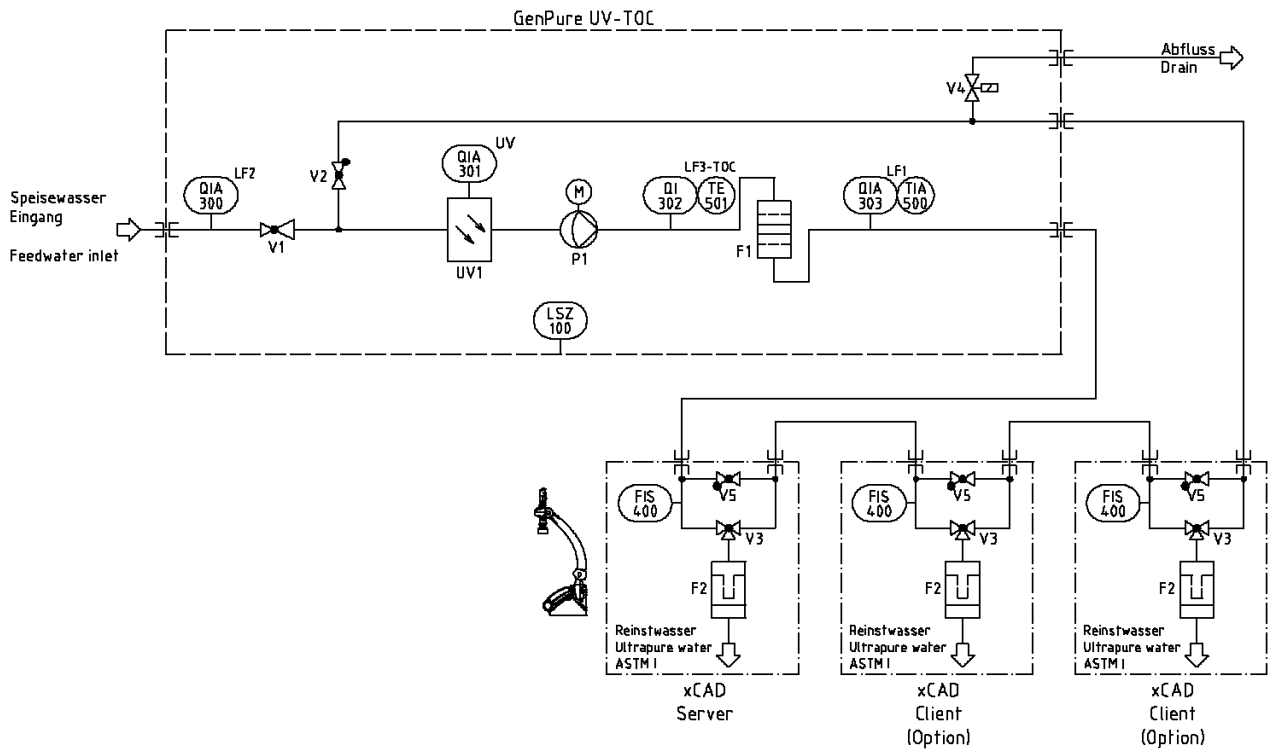 GenPure UV-TOC
Abfluss
Drain
V4
UV
QIA
301
LF2
QIA
300
V2
LF3-TOC
QI
302
TE
501
LF1
QIA
303
TIA
500
M
Speisewasser
Eingang
Feedwater inlet
V1
UV1
P1
F1
LSZ
100
FIS
400
V5
V3
F2
Reinstwasser
Ultrapure water
ASTM I
xCAD
Server
FIS
400
V5
V3
F2
Reinstwasser
Ultrapure water
ASTM I
xCAD
Client
(Option)
FIS
400
V5
V3
F2
Reinstwasser
Ultrapure water
ASTM I
xCAD
Client
(Option)